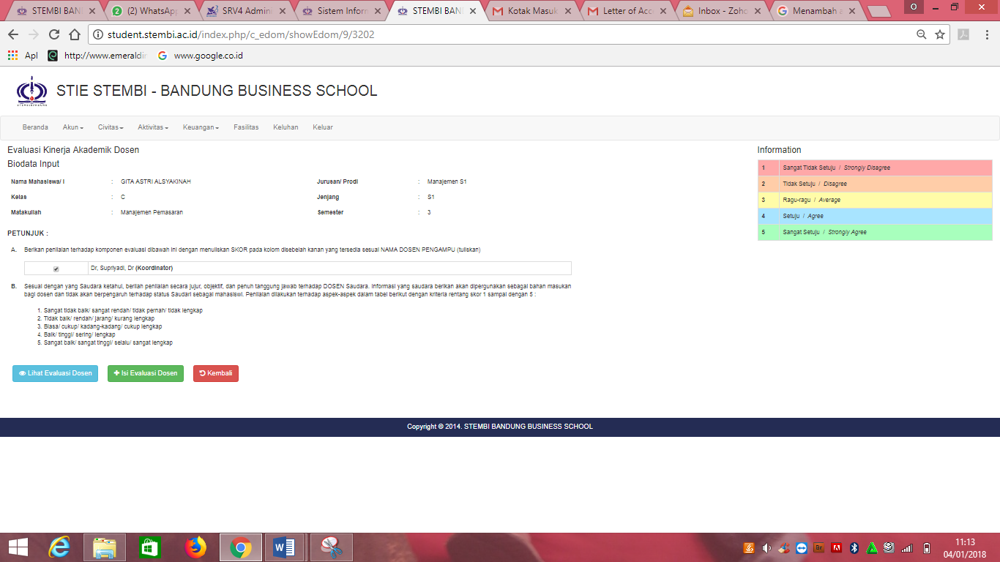 STEMBI BAN
(2) WhatsAp
SRV4 Admini
Sistem Inform
STEMBI BAN
Kotak Masuk
Letter of Acc
Inbox - Zoho
Menambah a
O
student.stembi.ac.id/index.php/c_edom/showEdom/9/3202
Apl
http://www.emeraldin
www.google.co.id
STIE STEMBI - BANDUNG BUSINESS SCHOOL
Beranda Akun Civitas Aktivitas Keuangan Fasilitas Keluhan Keluar
Evaluasi Kinerja Akademik Dosen
Biodata Input
Nama Mahasiswa/ I : GITA ASTRI ALSYAKINAH Jurusan/ Prodi : Manajemen S1
Kelas : C Jenjang : S1
Matakuliah : Manajemen Pemasaran Semester : 3
Information
1 Sangat Tidak Setuju / Strongly Disagree
2 Tidak Setuju / Disagree
3 Ragu-ragu / Average
4 Setuju / Agree
5 Sangat Setuju / Strongly Agree
PETUNJUK :
A. Berikan penilaian terhadap komponen evaluasi dibawah ini dengan menuliskan SKOR pada kolom disebelah kanan yang tersedia sesuai NAMA DOSEN PENGAMPU (tuliskan)
Dr, Supriyadi, Dr (Koordinator)
B. Sesuai dengan yang Saudara ketahui, berilah penilaian secara jujur, objektif, dan penuh tanggung jawab terhadap DOSEN Saudara. Informasi yang saudara berikan akan dipergunakan sebagai bahan masukan
bagi dosen dan tidak akan berpengaruh terhadap status Saudari sebagai mahasiswi. Penilaian dilakukan terhadap aspek-aspek dalam tabel berikut dengan kriteria rentang skor 1 sampai dengan 5 :
1. Sangat tidak baik/ sangat rendah/ tidak pernah/ tidak lengkap
2. Tidak baik/ rendah/ jarang/ kurang lengkap
3. Biasa/ cukup/ kadang-kadang/ cukup lengkap
4. Baik/ tinggi/ sering/ lengkap
5. Sangat baik/ sangat tinggi/ selalu/ sangat lengkap
Lihat Evaluasi Dosen
Isi Evaluasi Dosen
Kembali
Copyright © 2014. STEMBI BANDUNG BUSINESS SCHOOL
11:13
04/01/2018